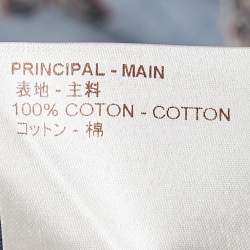 PRINCIPAL - MAIN
表地 - 主料
100% COTON - COTTON
コットン - 棉